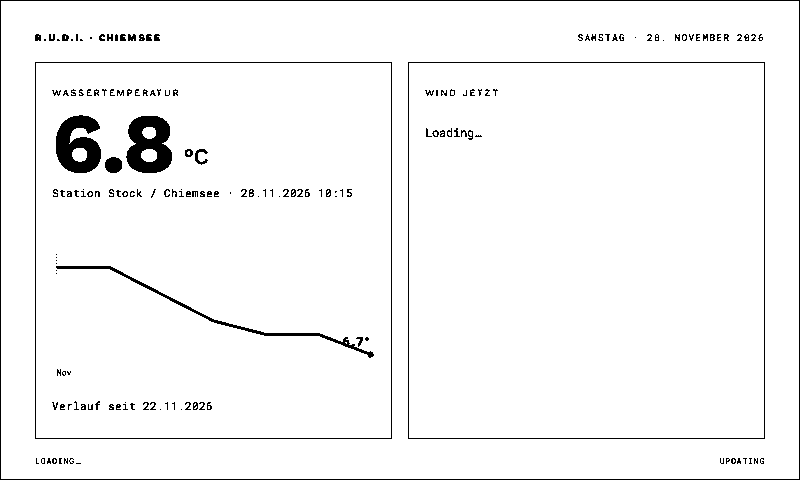 R.U.D.I. · CHIEMSEE
SAMSTAG · 28. NOVEMBER 2026
WASSERTEMPERATUR
6.8 °C
Station Stock / Chiemsee · 28.11.2026 10:15
6.7°
Nov
Verlauf seit 22.11.2026
WIND JETZT
Loading…
LOADING…
UPDATING